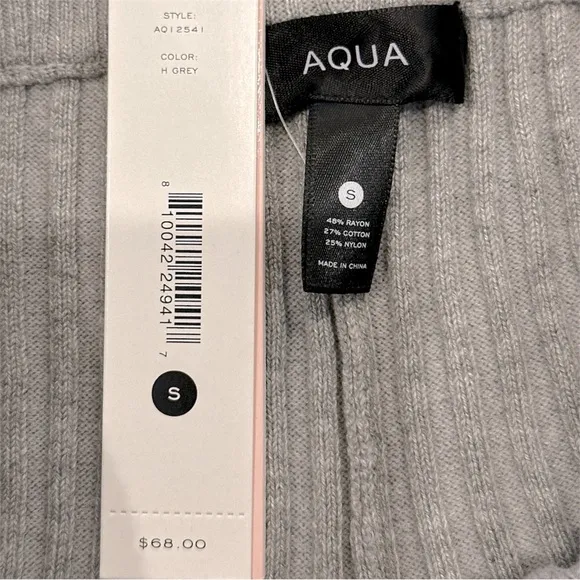 STYLE:
AQ12541
COLOR:
H GREY
8 10042 24941 7
S
$68.00
AQUA
S
48% RAYON
27% COTTON
25% NYLON
MADE IN CHINA